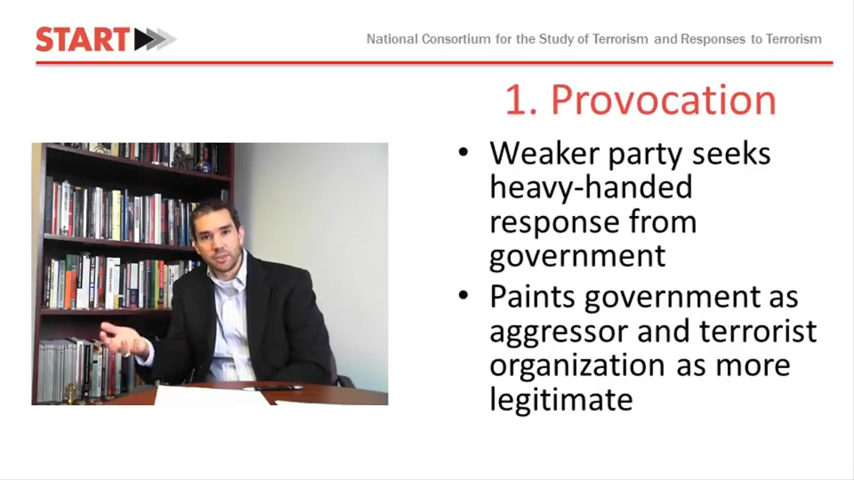 START
National Consortium for the Study of Terrorism and Responses to Terrorism
1. Provocation
• Weaker party seeks
heavy-handed
response from
government
• Paints government as
aggressor and terrorist
organization as more
legitimate